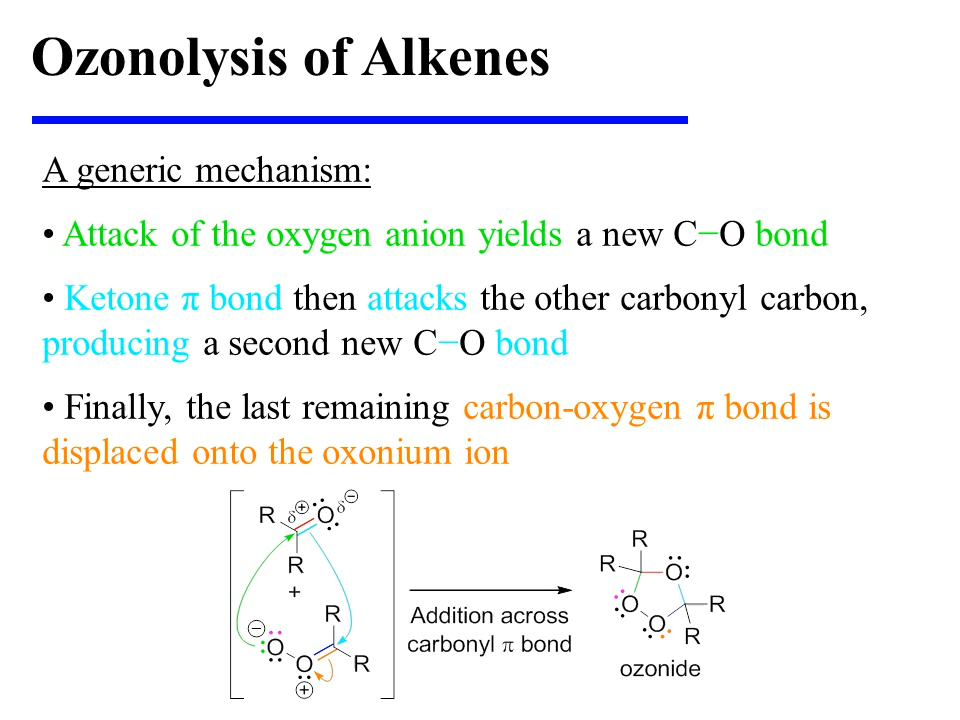 Ozonolysis of Alkenes
A generic mechanism:
• Attack of the oxygen anion yields a new C−O bond
• Ketone π bond then attacks the other carbonyl carbon,
producing a second new C−O bond
• Finally, the last remaining carbon-oxygen π bond is
displaced onto the oxonium ion
R δ + O δ −
R
+
R
− O
O R
+
Addition across
carbonyl π bond
R
R
O
O R
O
R
ozonide